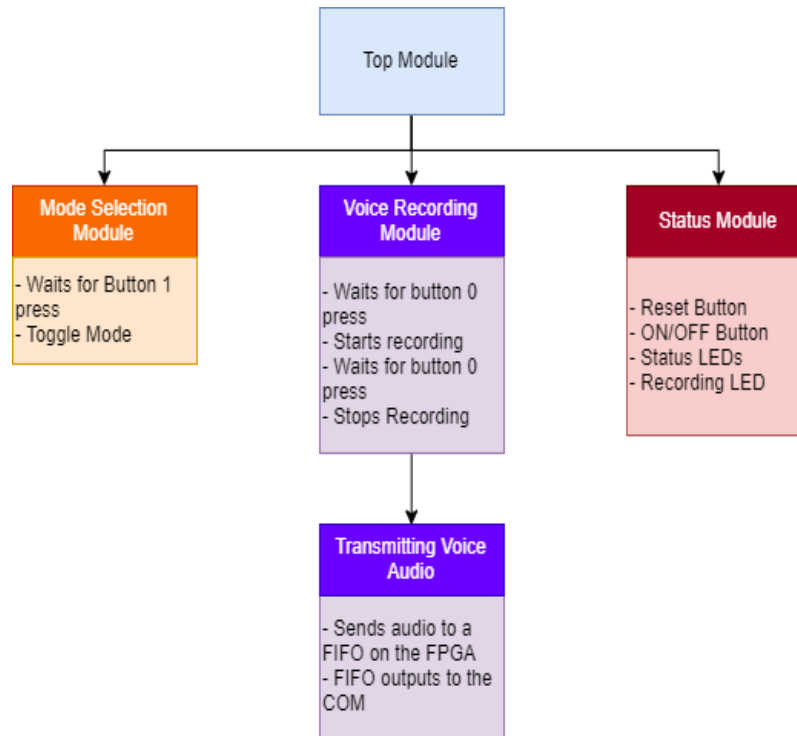 Top Module
Mode Selection
Module
- Waits for Button 1
press
- Toggle Mode
Voice Recording
Module
- Waits for button 0
press
- Starts recording
- Waits for button 0
press
- Stops Recording
Status Module
- Reset Button
- ON/OFF Button
- Status LEDs
- Recording LED
Transmitting Voice
Audio
- Sends audio to a
FIFO on the FPGA
- FIFO outputs to the
COM